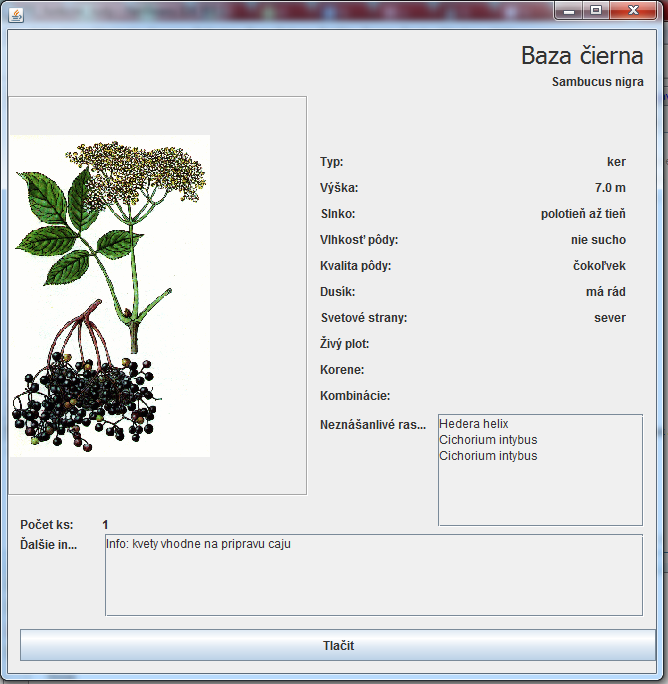 Baza čierna
Sambucus nigra
Typ: ker
Výška: 7.0 m
Slnko: polotieň až tieň
Vlhkosť pôdy: nie sucho
Kvalita pôdy: čokoľvek
Dusík: má rád
Svetové strany: sever
Živý plot:
Korene:
Kombinácie:
Neznášanlivé ras...
Hedera helix
Cichorium intybus
Cichorium intybus
Počet ks: 1
Ďalšie in...
Info: kvety vhodne na pripravu caju
Tlačit